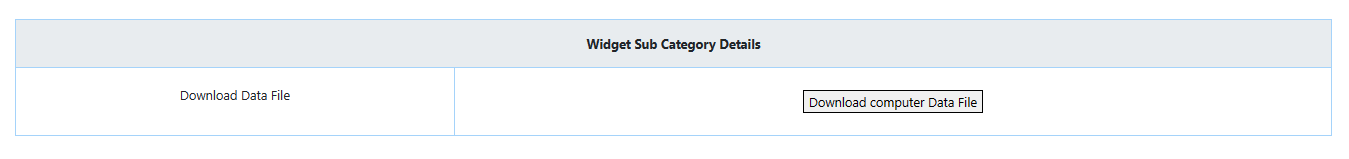 Widget Sub Category Details
Download Data File
Download computer Data File